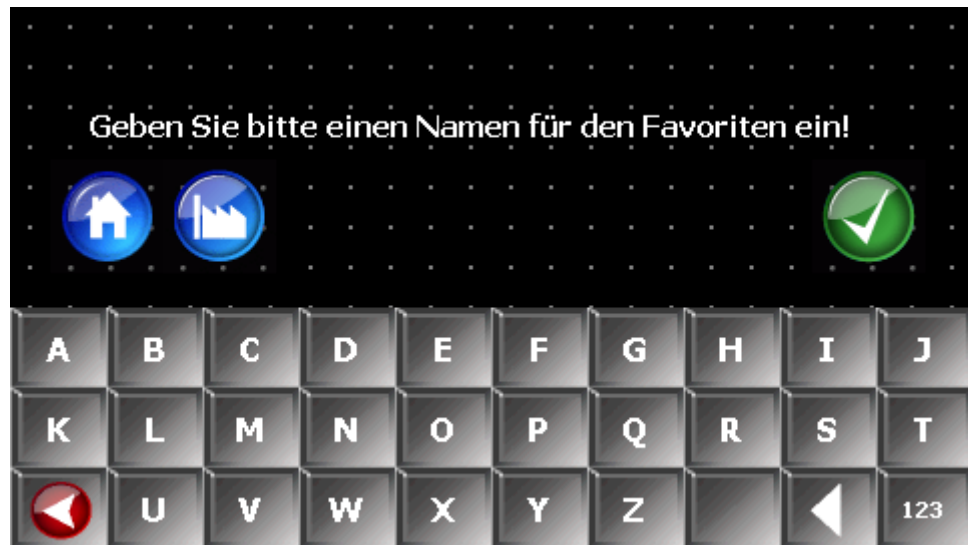 Geben Sie bitte einen Namen für den Favoriten ein!
A B C D E F G H I J
K L M N O P Q R S T
U V W X Y Z 123